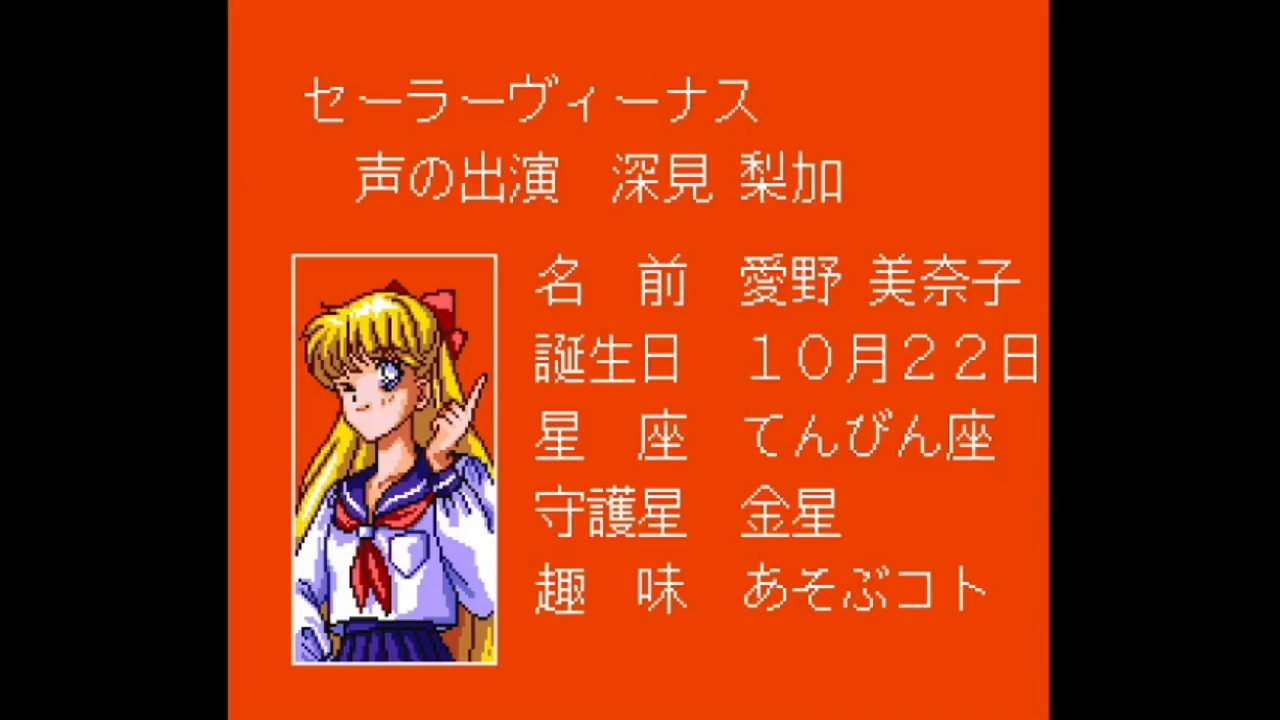 セーラーヴィーナス
声の出演　深見 梨加
名　前　愛野 美奈子
誕生日　１０月２２日
星　座　てんびん座
守護星　金星
趣　味　あそぶコト